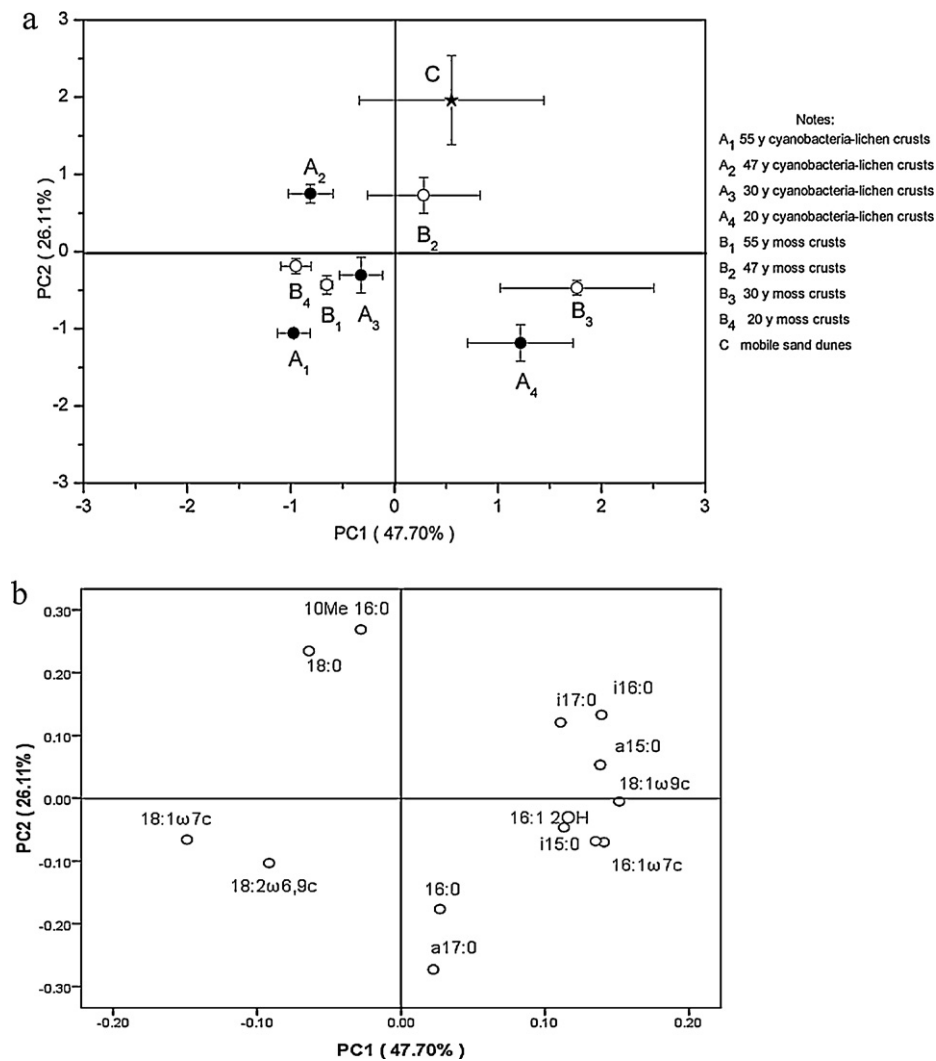 a
3
2
1
0
-1
-2
-3
PC2 ( 26.11%)
C
A2
B2
B4
B1
A3
B3
A1
A4
-3 -2 -1 0 1 2 3
PC1 ( 47.70%)
Notes:
A1 55 y cyanobacteria-lichen crusts
A2 47 y cyanobacteria-lichen crusts
A3 30 y cyanobacteria-lichen crusts
A4 20 y cyanobacteria-lichen crusts
B1 55 y moss crusts
B2 47 y moss crusts
B3 30 y moss crusts
B4 20 y moss crusts
C mobile sand dunes
b
0.30
0.20
0.10
0.00
-0.10
-0.20
-0.30
PC2 ( 26.11%)
10Me 16:0
18:0
i17:0
i16:0
a15:0
18:1ω9c
18:1ω7c
16:1 2OH
i15:0
18:2ω6,9c
16:1ω7c
16:0
a17:0
-0.20 -0.10 0.00 0.10 0.20
PC1 ( 47.70%)